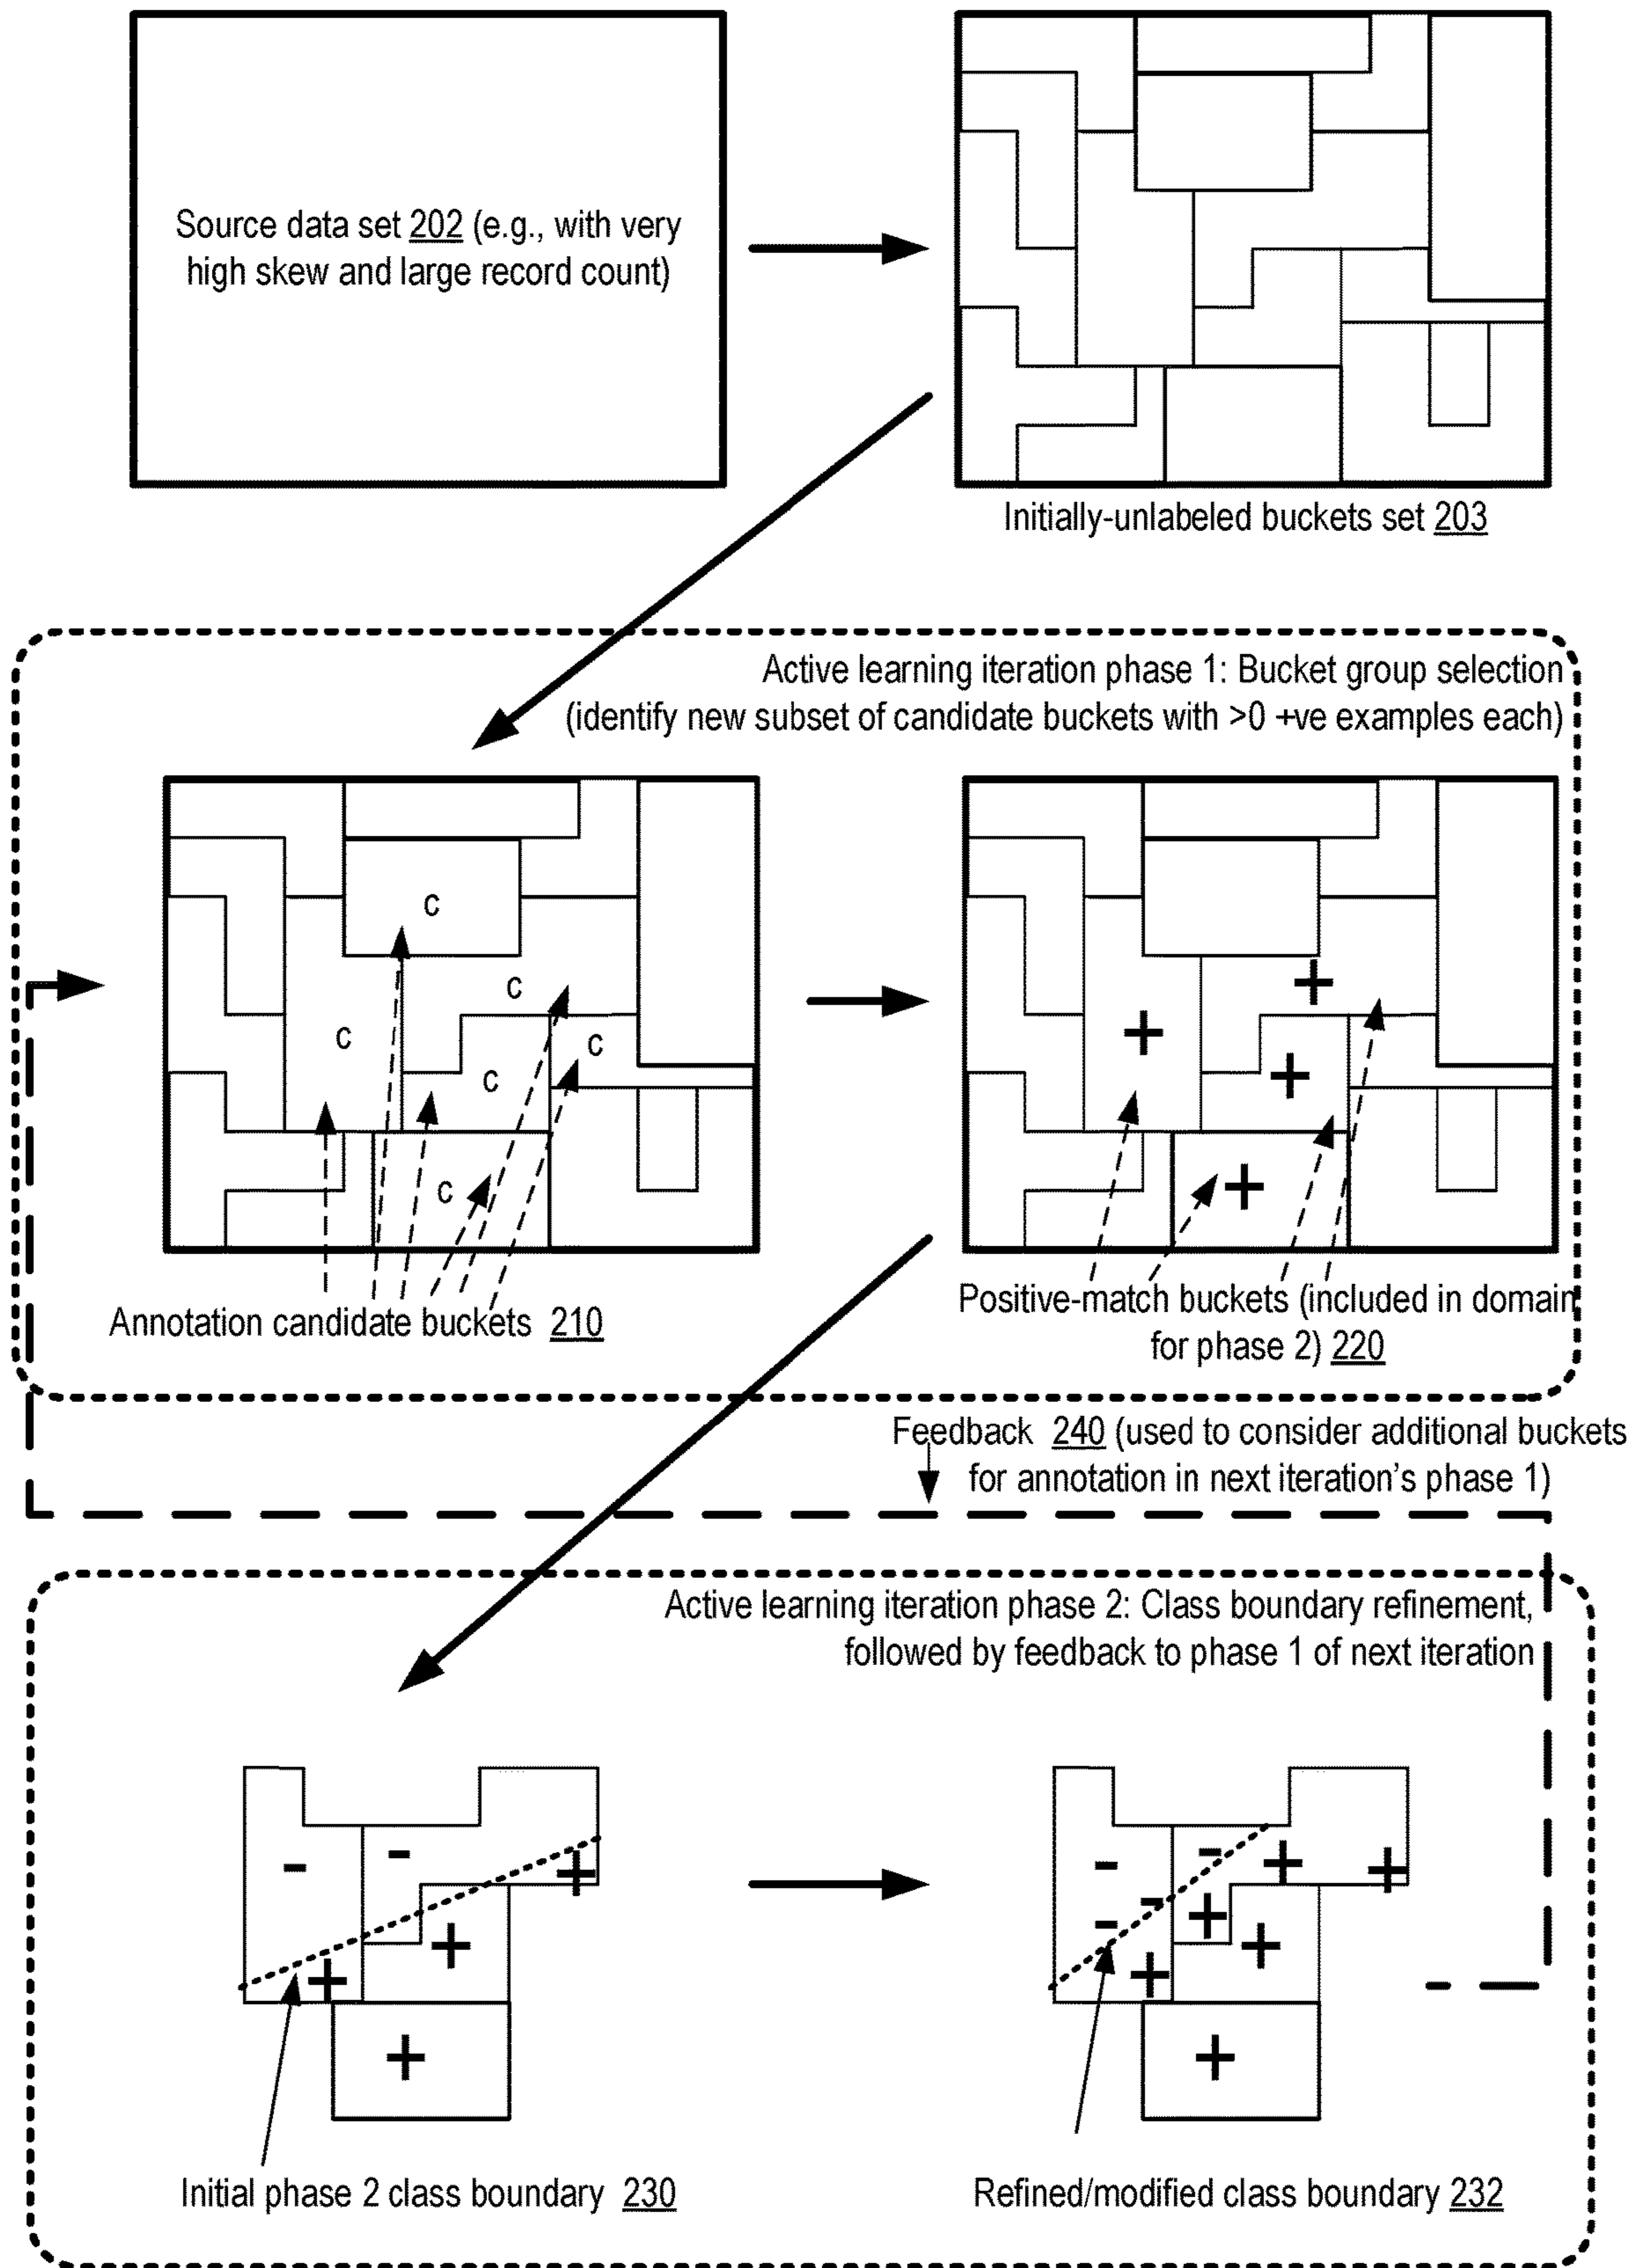 Source data set 202 (e.g., with very
high skew and large record count)
Initially-unlabeled buckets set 203
Active learning iteration phase 1: Bucket group selection
(identify new subset of candidate buckets with >0 +ve examples each)
c
c
c
c
c
c
+
+
+
+
Annotation candidate buckets 210
Positive-match buckets (included in domain
for phase 2) 220
Feedback 240 (used to consider additional buckets
for annotation in next iteration's phase 1)
Active learning iteration phase 2: Class boundary refinement,
followed by feedback to phase 1 of next iteration
- -
+
+
+
+
- -
+ +
- -
+ +
+
+
Initial phase 2 class boundary 230
Refined/modified class boundary 232